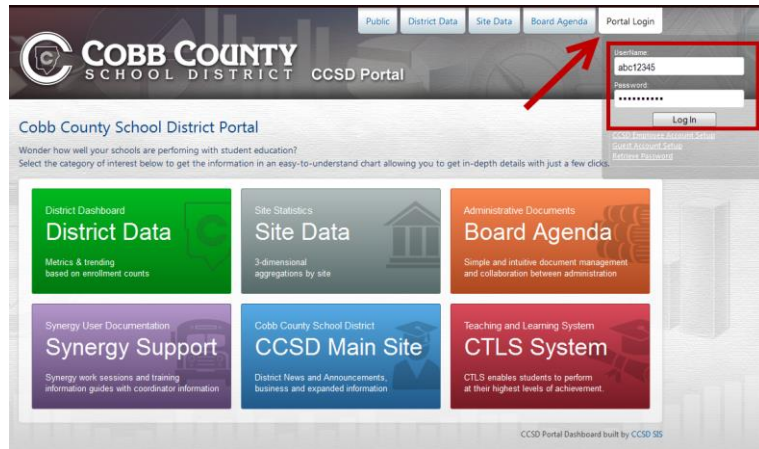 Public District Data Site Data Board Agenda Portal Login
COBB COUNTY
SCHOOL DISTRICT CCSD Portal
UserName:
abc12345
Password:
••••••••••
Log In
CCSD Employee Account Setup
Guest Account Setup
Retrieve Password
Cobb County School District Portal
Wonder how well your schools are perfoming with student education?
Select the category of interest below to get the information in an easy-to-understand chart allowing you to get in-depth details with just a few clicks.
District Dashboard
District Data
Metrics & trending
based on enrollment counts
Site Statistics
Site Data
3-dimensional
aggregations by site
Administrative Documents
Board Agenda
Simple and intuitive document management
and collaboration between administration
Synergy User Documentation
Synergy Support
Synergy work sessions and training
information guides with coordinator information
Cobb County School District
CCSD Main Site
District News and Announcements,
business and expanded information
Teaching and Learning System
CTLS System
CTLS enables students to perform
at their highest levels of achievement.
CCSD Portal Dashboard built by CCSD SIS